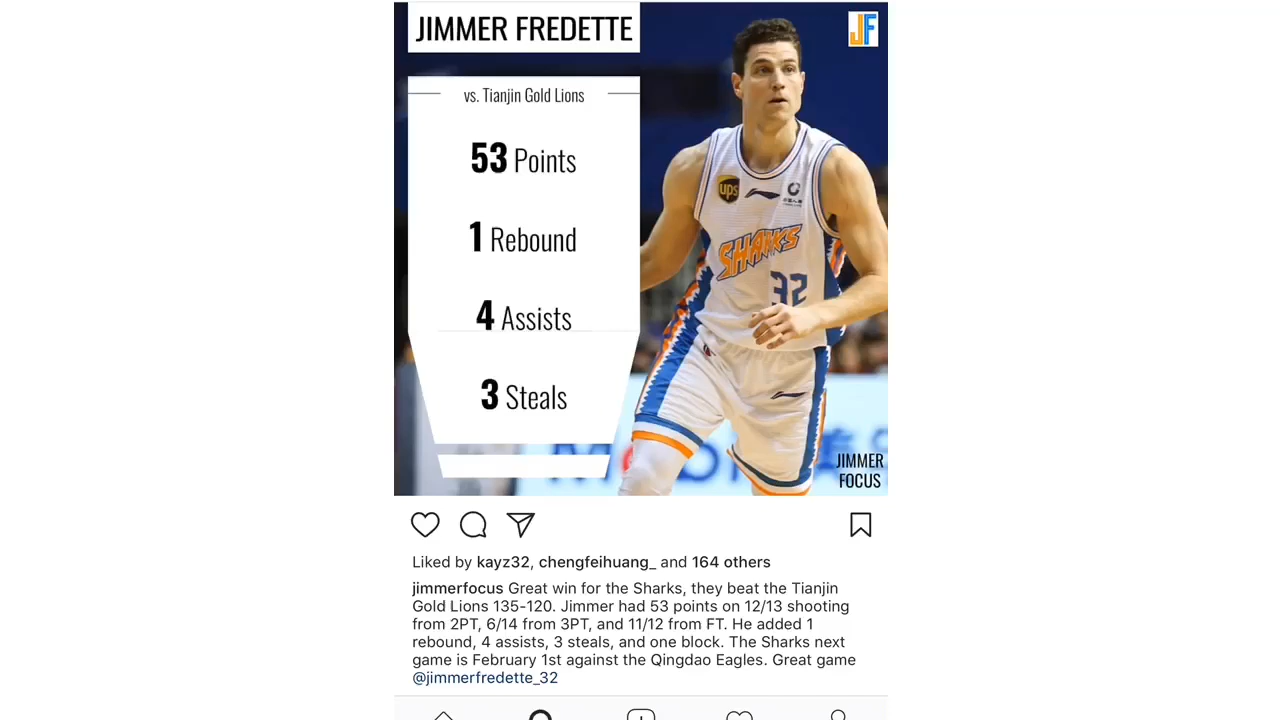 JIMMER FREDETTE
JF
vs. Tianjin Gold Lions
53 Points
1 Rebound
4 Assists
3 Steals
ups
SHARKS
32
JIMMER
FOCUS
Liked by kayz32, chengfeihuang_ and 164 others
jimmerfocus Great win for the Sharks, they beat the Tianjin
Gold Lions 135-120. Jimmer had 53 points on 12/13 shooting
from 2PT, 6/14 from 3PT, and 11/12 from FT. He added 1
rebound, 4 assists, 3 steals, and one block. The Sharks next
game is February 1st against the Qingdao Eagles. Great game
@jimmerfredette_32